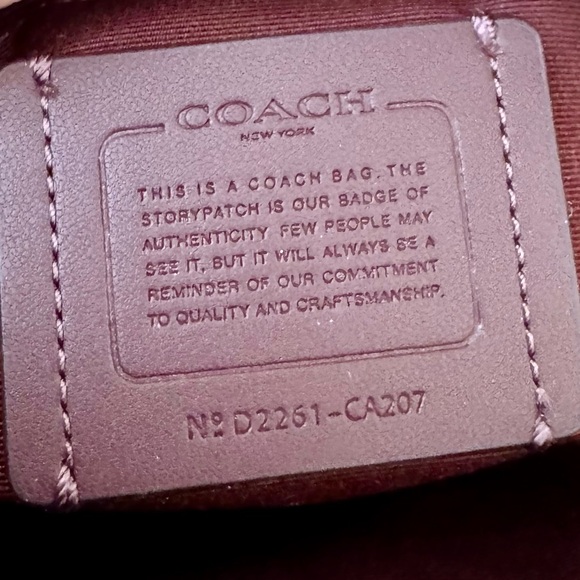 COACH
NEW YORK
THIS IS A COACH BAG. THE
STORYPATCH IS OUR BADGE OF
AUTHENTICITY FEW PEOPLE MAY
SEE IT, BUT IT WILL ALWAYS BE A
REMINDER OF OUR COMMITMENT
TO QUALITY AND CRAFTSMANSHIP.
Nº D2261-CA207